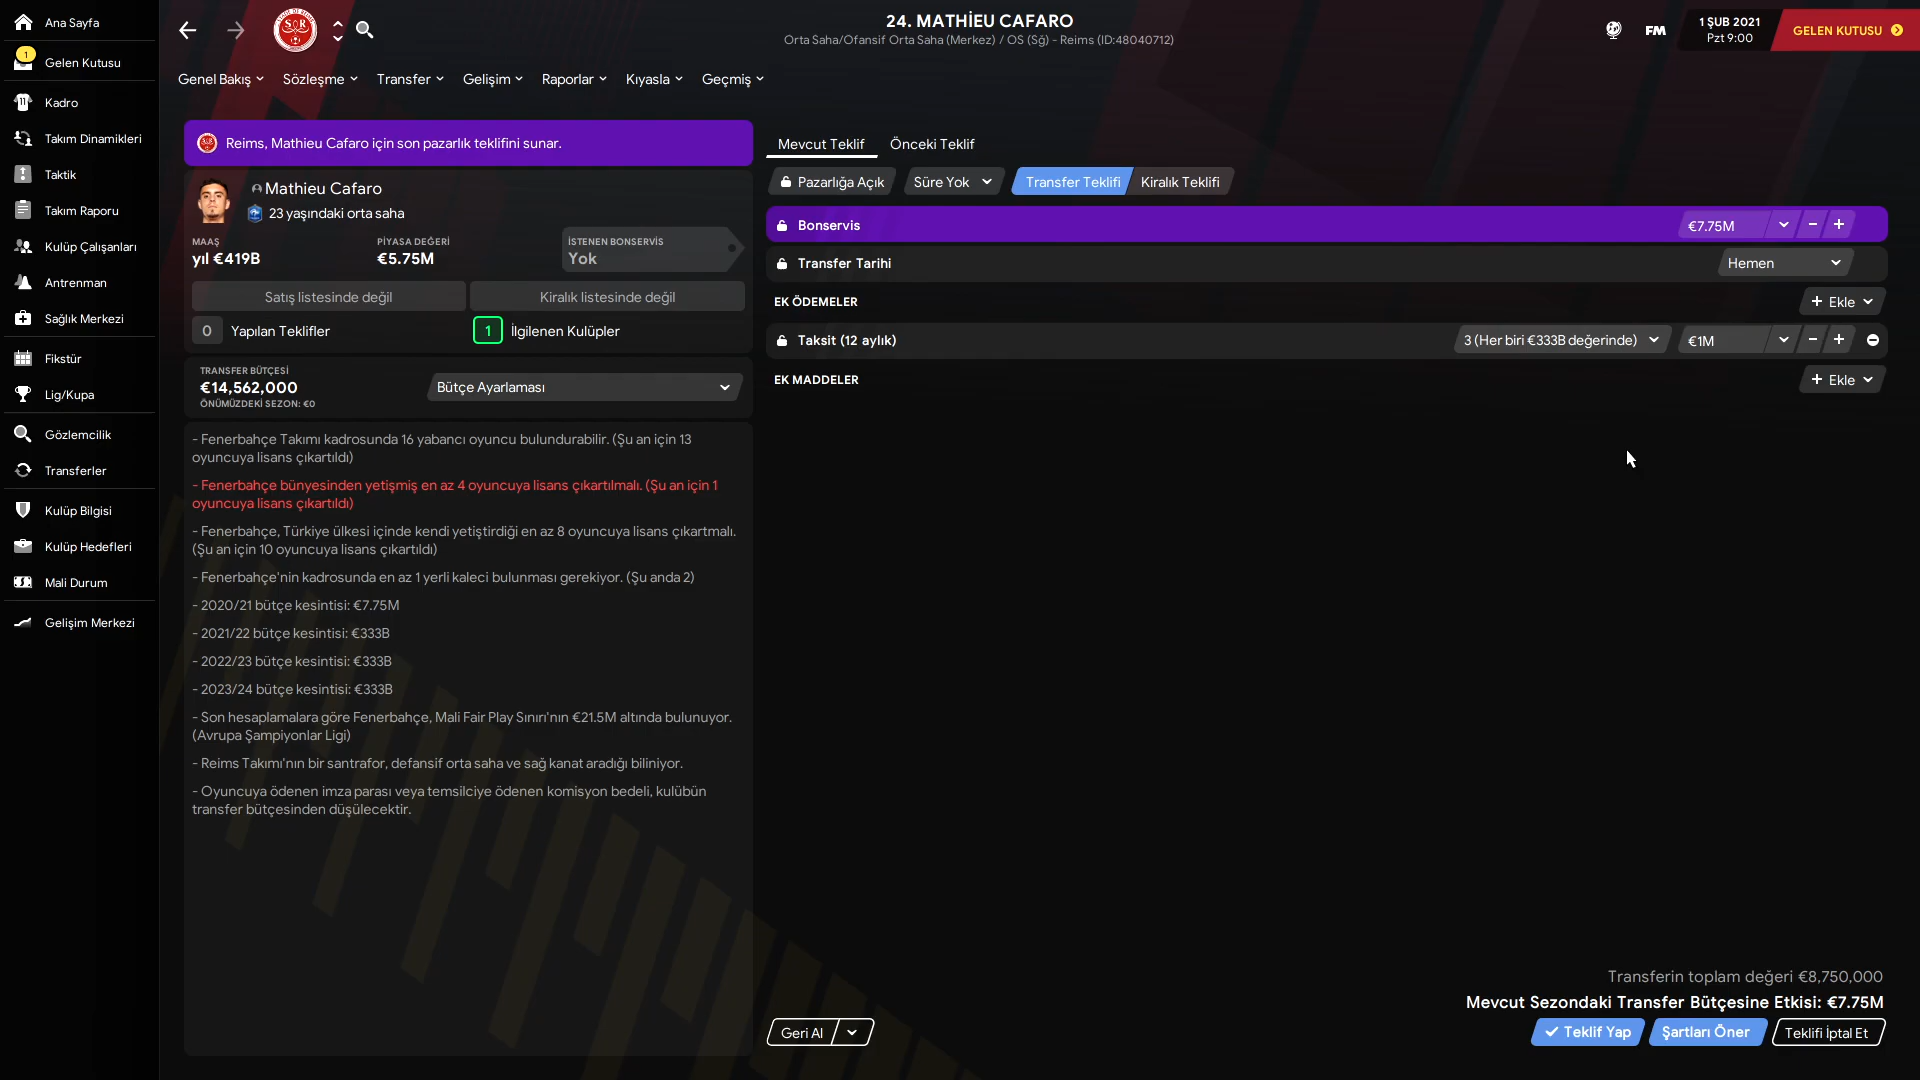 Ana Sayfa
1
Gelen Kutusu
11
Kadro
Takım Dinamikleri
Taktik
Takım Raporu
Kulüp Çalışanları
Antrenman
Sağlık Merkezi
Fikstür
Lig/Kupa
Gözlemcilik
Transferler
Kulüp Bilgisi
Kulüp Hedefleri
Mali Durum
Gelişim Merkezi
24. MATHİEU CAFARO
Orta Saha/Ofansif Orta Saha (Merkez) / OS (Sğ) - Reims (ID:48040712)
FM
1 ŞUB 2021
Pzt 9:00
GELEN KUTUSU
Genel Bakış
Sözleşme
Transfer
Gelişim
Raporlar
Kıyasla
Geçmiş
Reims, Mathieu Cafaro için son pazarlık teklifini sunar.
Mathieu Cafaro
23 yaşındaki orta saha
MAAŞ
yıl €419B
PİYASA DEĞERİ
€5.75M
İSTENEN BONSERVİS
Yok
Satış listesinde değil
Kiralık listesinde değil
0 Yapılan Teklifler
1 İlgilenen Kulüpler
TRANSFER BÜTÇESİ
€14,562,000
ÖNÜMÜZDEKİ SEZON: €0
Bütçe Ayarlaması
- Fenerbahçe Takımı kadrosunda 16 yabancı oyuncu bulundurabilir. (Şu an için 13
oyuncuya lisans çıkartıldı)
- Fenerbahçe bünyesinden yetişmiş en az 4 oyuncuya lisans çıkartılmalı. (Şu an için 1
oyuncuya lisans çıkartıldı)
- Fenerbahçe, Türkiye ülkesi içinde kendi yetiştirdiği en az 8 oyuncuya lisans çıkartmalı.
(Şu an için 10 oyuncuya lisans çıkartıldı)
- Fenerbahçe'nin kadrosunda en az 1 yerli kaleci bulunması gerekiyor. (Şu anda 2)
- 2020/21 bütçe kesintisi: €7.75M
- 2021/22 bütçe kesintisi: €333B
- 2022/23 bütçe kesintisi: €333B
- 2023/24 bütçe kesintisi: €333B
- Son hesaplamalara göre Fenerbahçe, Mali Fair Play Sınırı'nın €21.5M altında bulunuyor.
(Avrupa Şampiyonlar Ligi)
- Reims Takımı'nın bir santrafor, defansif orta saha ve sağ kanat aradığı biliniyor.
- Oyuncuya ödenen imza parası veya temsilciye ödenen komisyon bedeli, kulübün
transfer bütçesinden düşülecektir.
Mevcut Teklif
Önceki Teklif
Pazarlığa Açık
Süre Yok
Transfer Teklifi
Kiralık Teklifi
Bonservis
€7.75M
Transfer Tarihi
Hemen
EK ÖDEMELER
+ Ekle
Taksit (12 aylık)
3 (Her biri €333B değerinde)
€1M
EK MADDELER
+ Ekle
Transferin toplam değeri €8,750,000
Mevcut Sezondaki Transfer Bütçesine Etkisi: €7.75M
Geri Al
Teklif Yap
Şartları Öner
Teklifi İptal Et